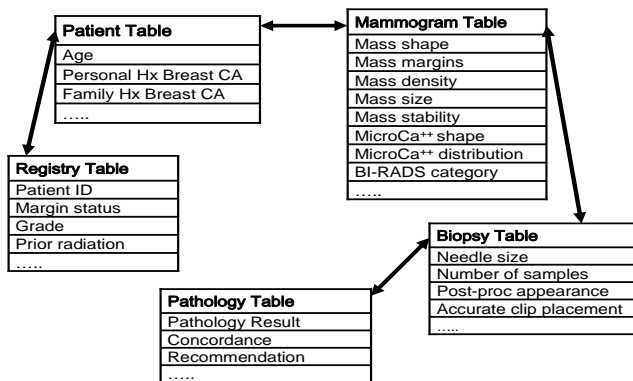 Patient Table
Age
Personal Hx Breast CA
Family Hx Breast CA
.....
Mammogram Table
Mass shape
Mass margins
Mass density
Mass size
Mass stability
MicroCa⁺⁺ shape
MicroCa⁺⁺ distribution
BI-RADS category
.....
Registry Table
Patient ID
Margin status
Grade
Prior radiation
.....
Biopsy Table
Needle size
Number of samples
Post-proc appearance
Accurate clip placement
.....
Pathology Table
Pathology Result
Concordance
Recommendation
.....